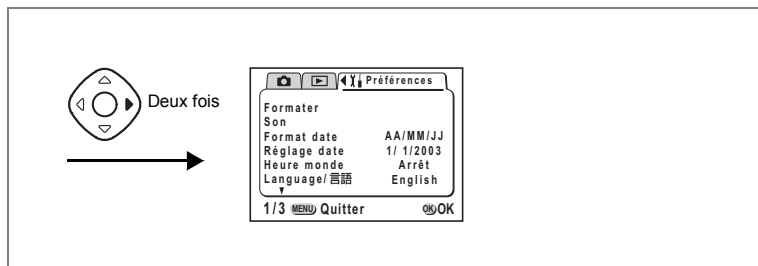 Deux fois
Préférences
Formater
Son
Format date AA/MM/JJ
Réglage date 1/ 1/2003
Heure monde Arrêt
Language/言語 English
1/3 MENU Quitter OK OK